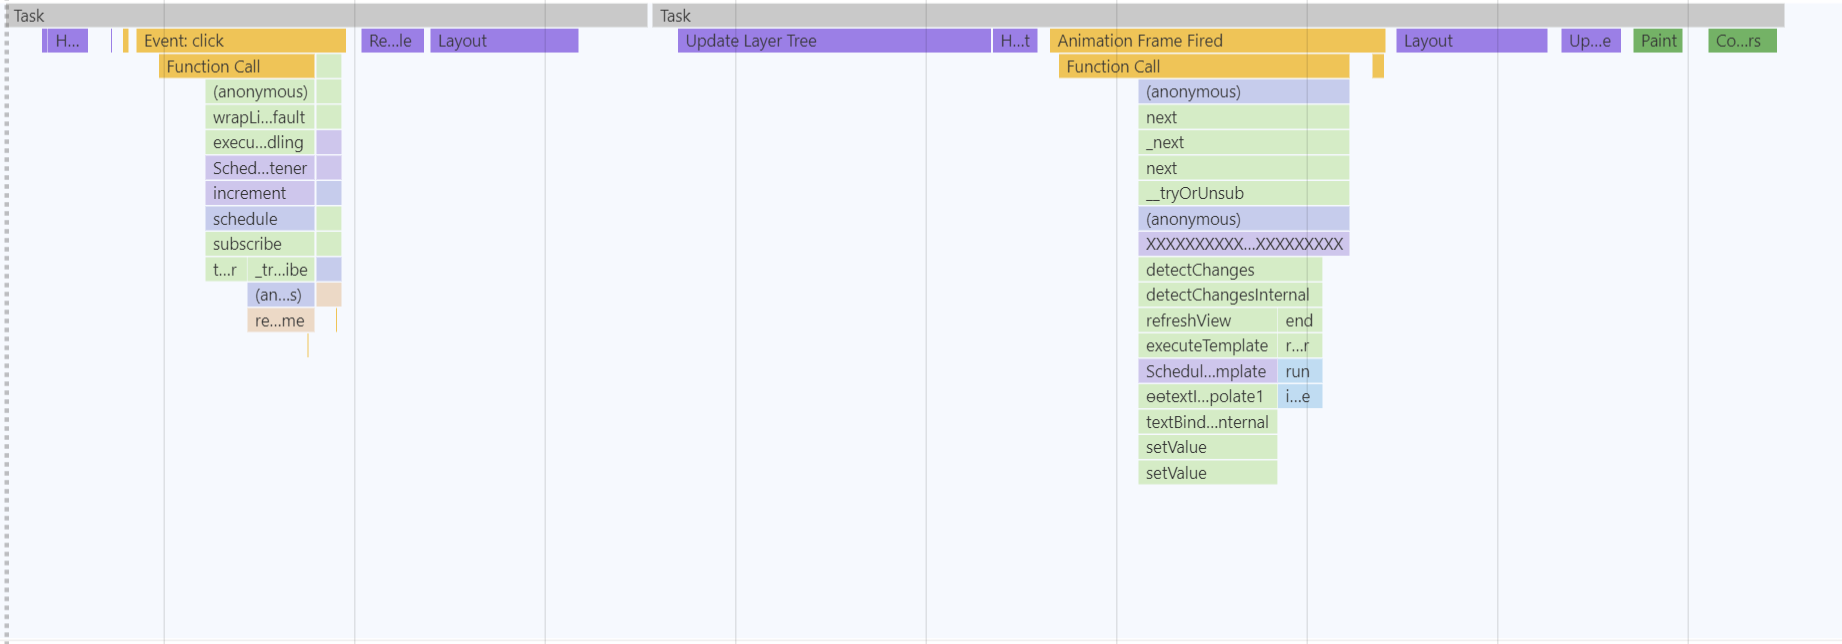 Task Task
H... Event: click Re...le Layout Update Layer Tree H...t Animation Frame Fired Layout Up...e Paint Co...rs
Function Call Function Call
(anonymous) (anonymous)
wrapLi...fault next
execu...dling _next
Sched...tener next
increment __tryOrUnsub
schedule (anonymous)
subscribe XXXXXXXXXX...XXXXXXXXX
t...r _tr...ibe detectChanges
(an...s) detectChangesInternal
re...me refreshView end
executeTemplate r...r
Schedul...mplate run
ɵɵtextI...polate1 i...e
textBind...nternal
setValue
setValue